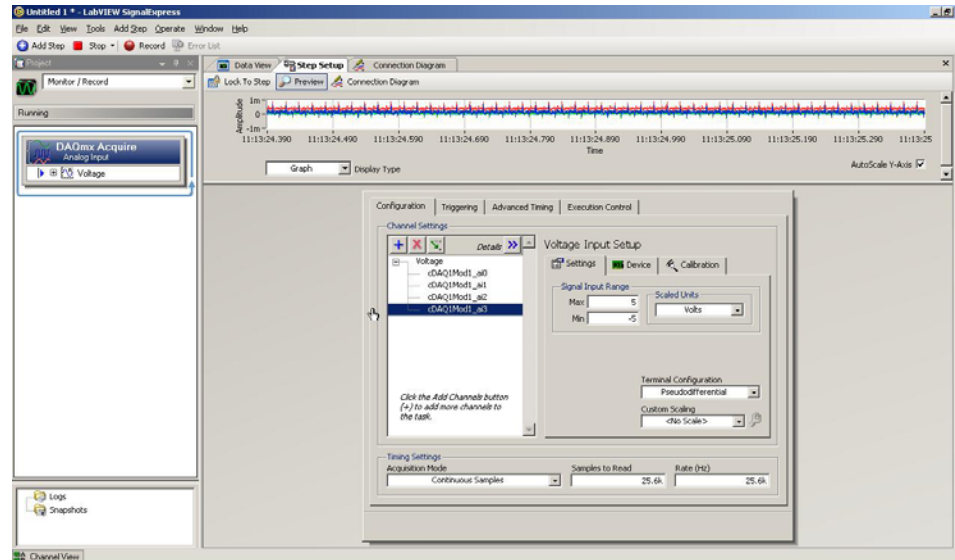 Untitled 1 * - LabVIEW SignalExpress
File Edit View Tools Add Step Operate Window Help
Add Step Stop Record Error List
Project
Monitor / Record
Running
DAQmx Acquire
Analog Input
Voltage
Logs
Snapshots
Channel View
Data View Step Setup Connection Diagram
Lock To Step Preview Connection Diagram
Amplitude
1m
0
-1m
11:13:24.390 11:13:24.490 11:13:24.590 11:13:24.690 11:13:24.790 11:13:24.890 11:13:24.990 11:13:25.090 11:13:25.190 11:13:25.290 11:13:25
Time
Graph Display Type AutoScale Y-Axis
Configuration Triggering Advanced Timing Execution Control
Channel Settings
Details
Voltage
cDAQ1Mod1_ai0
cDAQ1Mod1_ai1
cDAQ1Mod1_ai2
cDAQ1Mod1_ai3
Click the Add Channels button
(+) to add more channels to
the task.
Voltage Input Setup
Settings Device Calibration
Signal Input Range
Max 5
Min -5
Scaled Units
Volts
Terminal Configuration
Pseudodifferential
Custom Scaling
<No Scale>
Timing Settings
Acquisition Mode Samples to Read Rate (Hz)
Continuous Samples 25.6k 25.6k